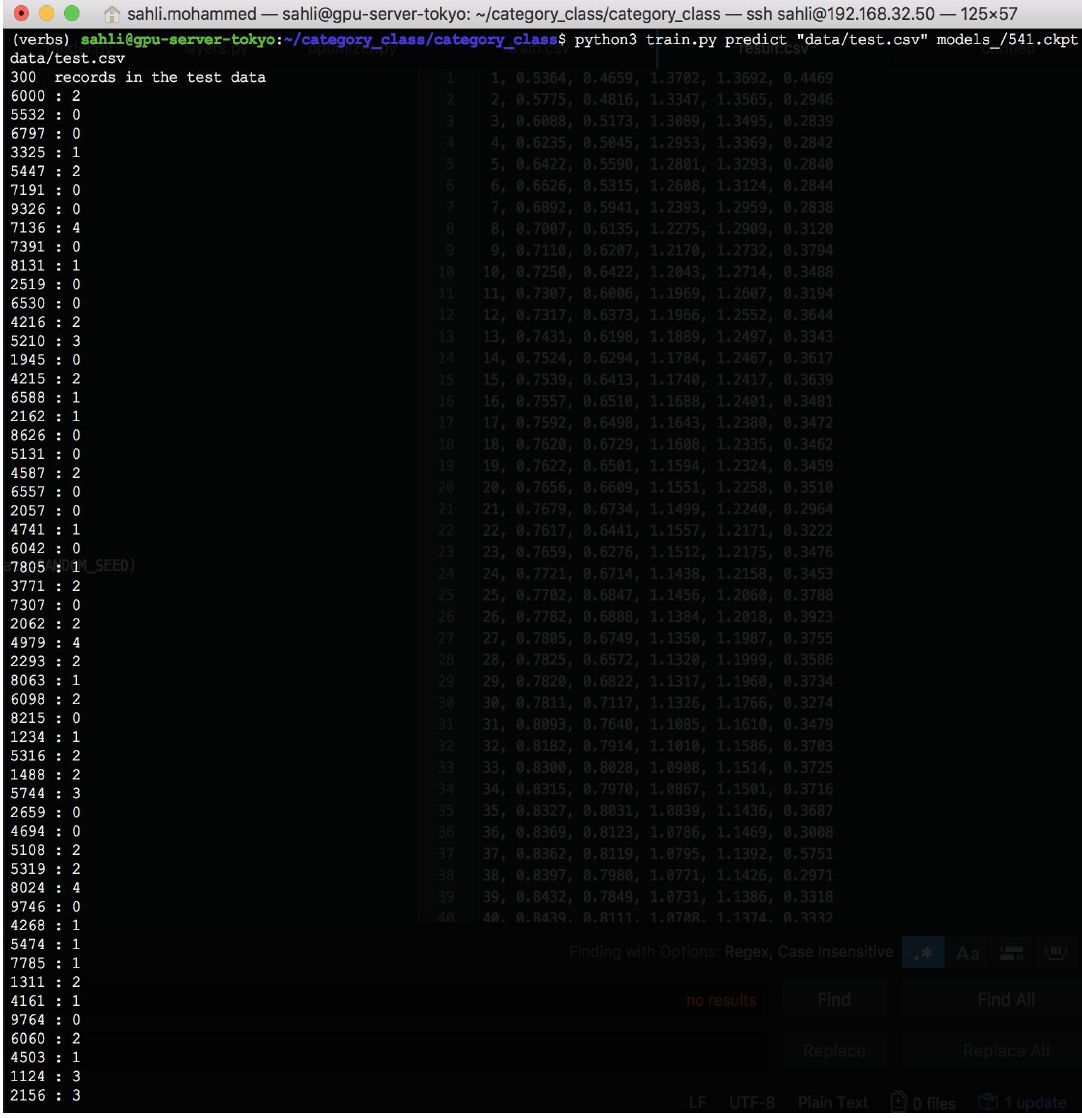 sahli.mohammed — sahli@gpu-server-tokyo: ~/category_class/category_class — ssh sahli@192.168.32.50 — 125×57
(verbs) sahli@gpu-server-tokyo:~/category_class/category_class$ python3 train.py predict "data/test.csv" models_/541.ckpt
data/test.csv
300  records in the test data
6000 : 2
5532 : 0
6797 : 0
3325 : 1
5447 : 2
7191 : 0
9326 : 0
7136 : 4
7391 : 0
8131 : 1
2519 : 0
6530 : 0
4216 : 2
5210 : 3
1945 : 0
4215 : 2
6588 : 1
2162 : 1
8626 : 0
5131 : 0
4587 : 2
6557 : 0
2057 : 0
4741 : 1
6042 : 0
7805 : 1
3771 : 2
7307 : 0
2062 : 2
4979 : 4
2293 : 2
8063 : 1
6098 : 2
8215 : 0
1234 : 1
5316 : 2
1488 : 2
5744 : 3
2659 : 0
4694 : 0
5108 : 2
5319 : 2
8024 : 4
9746 : 0
4268 : 1
5474 : 1
7785 : 1
1311 : 2
4161 : 1
9764 : 0
6060 : 2
4503 : 1
1124 : 3
2156 : 3
result.csv
1 1, 0.5364, 0.4659, 1.3702, 1.3692, 0.4469
2 2, 0.5775, 0.4816, 1.3347, 1.3565, 0.2946
3 3, 0.6088, 0.5173, 1.3089, 1.3495, 0.2839
4 4, 0.6235, 0.5045, 1.2953, 1.3369, 0.2842
5 5, 0.6422, 0.5590, 1.2801, 1.3293, 0.2840
6 6, 0.6626, 0.5315, 1.2608, 1.3124, 0.2844
7 7, 0.6892, 0.5941, 1.2393, 1.2959, 0.2838
8 8, 0.7007, 0.6135, 1.2275, 1.2909, 0.3120
9 9, 0.7110, 0.6207, 1.2170, 1.2732, 0.3794
10 10, 0.7250, 0.6422, 1.2043, 1.2714, 0.3488
11 11, 0.7307, 0.6006, 1.1969, 1.2607, 0.3194
12 12, 0.7317, 0.6373, 1.1966, 1.2552, 0.3644
13 13, 0.7431, 0.6198, 1.1889, 1.2497, 0.3343
14 14, 0.7524, 0.6294, 1.1784, 1.2467, 0.3617
15 15, 0.7539, 0.6413, 1.1740, 1.2417, 0.3639
16 16, 0.7557, 0.6510, 1.1688, 1.2401, 0.3481
17 17, 0.7592, 0.6498, 1.1643, 1.2380, 0.3472
18 18, 0.7620, 0.6729, 1.1608, 1.2335, 0.3462
19 19, 0.7622, 0.6501, 1.1594, 1.2324, 0.3459
20 20, 0.7656, 0.6609, 1.1551, 1.2258, 0.3510
21 21, 0.7679, 0.6734, 1.1499, 1.2240, 0.2964
22 22, 0.7617, 0.6441, 1.1557, 1.2171, 0.3222
23 23, 0.7659, 0.6276, 1.1512, 1.2175, 0.3476
24 24, 0.7721, 0.6714, 1.1438, 1.2158, 0.3453
25 25, 0.7702, 0.6847, 1.1456, 1.2060, 0.3788
26 26, 0.7782, 0.6888, 1.1384, 1.2018, 0.3923
27 27, 0.7805, 0.6749, 1.1350, 1.1987, 0.3755
28 28, 0.7825, 0.6572, 1.1320, 1.1999, 0.3586
29 29, 0.7820, 0.6822, 1.1317, 1.1960, 0.3734
30 30, 0.7811, 0.7117, 1.1326, 1.1766, 0.3274
31 31, 0.8093, 0.7640, 1.1085, 1.1610, 0.3479
32 32, 0.8182, 0.7914, 1.1010, 1.1586, 0.3703
33 33, 0.8300, 0.8028, 1.0908, 1.1514, 0.3725
34 34, 0.8315, 0.7970, 1.0867, 1.1501, 0.3716
35 35, 0.8327, 0.8031, 1.0839, 1.1436, 0.3687
36 36, 0.8369, 0.8123, 1.0786, 1.1469, 0.3008
37 37, 0.8362, 0.8119, 1.0795, 1.1392, 0.5751
38 38, 0.8397, 0.7980, 1.0771, 1.1426, 0.2971
39 39, 0.8432, 0.7849, 1.0731, 1.1386, 0.3318
40 40, 0.8439, 0.8111, 1.0708, 1.1374, 0.3332
Finding with Options: Regex, Case Insensitive .* Aa
no results Find Find All
Replace Replace All
LF UTF-8 Plain Text 0 files 1 update